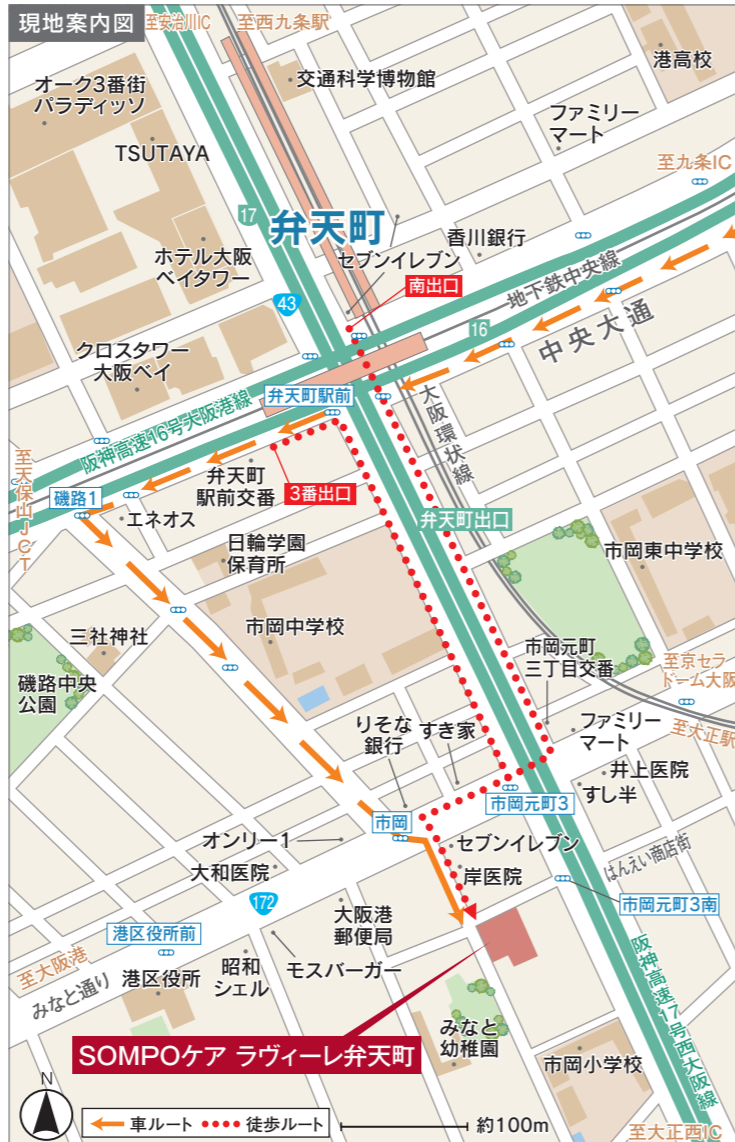 現地案内図
至安治川IC
至西九条駅
港高校
オーク3番街
パラディッソ
交通科学博物館
ファミリー
マート
TSUTAYA
至九条IC
17
弁天町
香川銀行
セブンイレブン
ホテル大阪
ベイタワー
南出口
地下鉄中央線
43
16
中央大通
クロスタワー
大阪ベイ
弁天町駅前
大阪環状線
阪神高速16号大阪港線
至天保山JCT
弁天町
駅前交番
3番出口
磯路1
エネオス
弁天町出口
日輪学園
保育所
市岡東中学校
市岡中学校
三社神社
市岡元町
三丁目交番
至京セラ
ドーム大阪
磯路中央
公園
りそな
銀行
すき家
ファミリー
マート
至大正駅
井上医院
市岡元町3
すし半
市岡
オンリー1
セブンイレブン
大和医院
岸医院
はんえい商店街
172
大阪港
郵便局
市岡元町3南
港区役所前
至大阪港
みなと通り
港区役所
昭和
シェル
モスバーガー
阪神高速17号西大阪線
みなと
幼稚園
SOMPOケア ラヴィーレ弁天町
市岡小学校
N
車ルート
徒歩ルート
約100m
至大正西IC